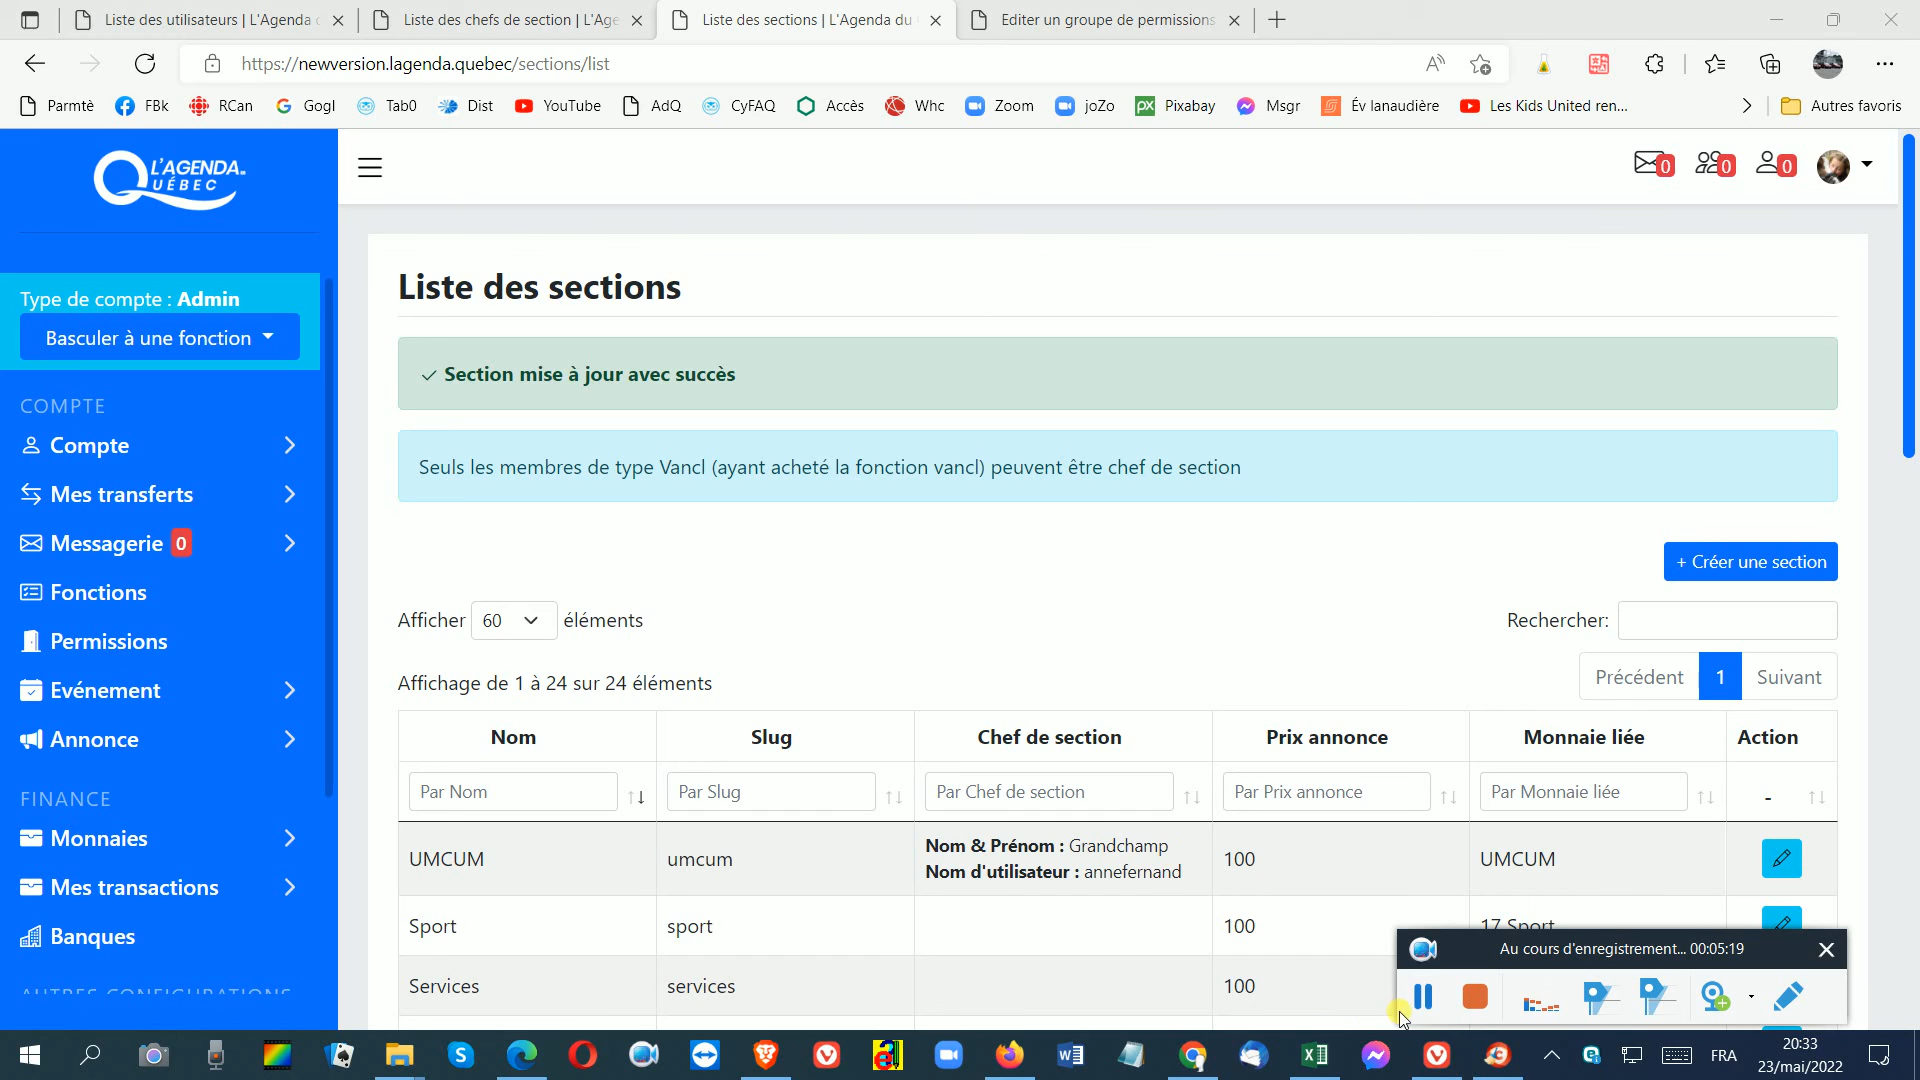 Liste des utilisateurs | L'Agenda
Liste des chefs de section | L'Age
Liste des sections | L'Agenda du
Editer un groupe de permissions
https://newversion.lagenda.quebec/sections/list
Parmtè
FBk
RCan
Gogl
Tab0
Dist
YouTube
AdQ
CyFAQ
Accès
Whc
Zoom
joZo
Pixabay
Msgr
Év lanaudière
Les Kids United ren...
Autres favoris
L'AGENDA
QUÉBEC
0
0
0
Type de compte : Admin
Basculer à une fonction
COMPTE
Compte
Mes transferts
Messagerie 0
Fonctions
Permissions
Evénement
Annonce
FINANCE
Monnaies
Mes transactions
Banques
AUTRES CONFIGURATIONS
Liste des sections
Section mise à jour avec succès
Seuls les membres de type Vancl (ayant acheté la fonction vancl) peuvent être chef de section
+ Créer une section
Afficher 60 éléments
Rechercher:
Affichage de 1 à 24 sur 24 éléments
Précédent 1 Suivant
Nom Slug Chef de section Prix annonce Monnaie liée Action
Par Nom Par Slug Par Chef de section Par Prix annonce Par Monnaie liée -
UMCUM umcum Nom & Prénom : Grandchamp 100 UMCUM
Nom d'utilisateur : annefernand
Sport sport 100 17 Sport
Services services 100
Au cours d'enregistrement... 00:05:19
FRA
20:33
23/mai/2022